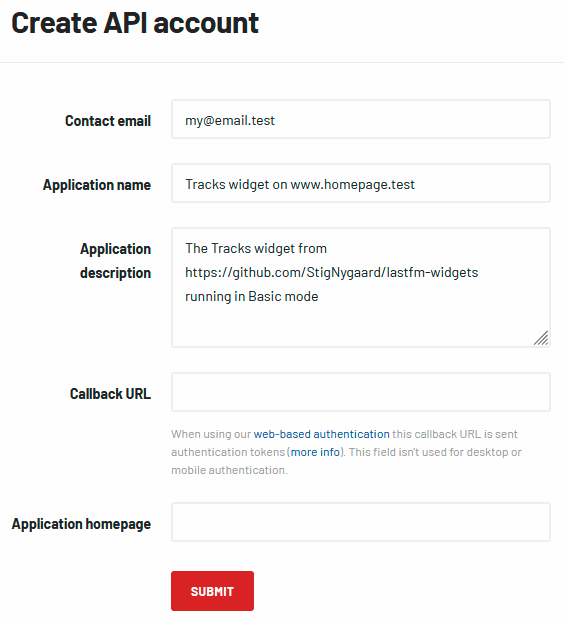 Create API account
Contact email
my@email.test
Application name
Tracks widget on www.homepage.test
Application
description
The Tracks widget from
https://github.com/StigNygaard/lastfm-widgets
running in Basic mode
Callback URL
When using our web-based authentication this callback URL is sent
authentication tokens (more info). This field isn't used for desktop or
mobile authentication.
Application homepage
SUBMIT